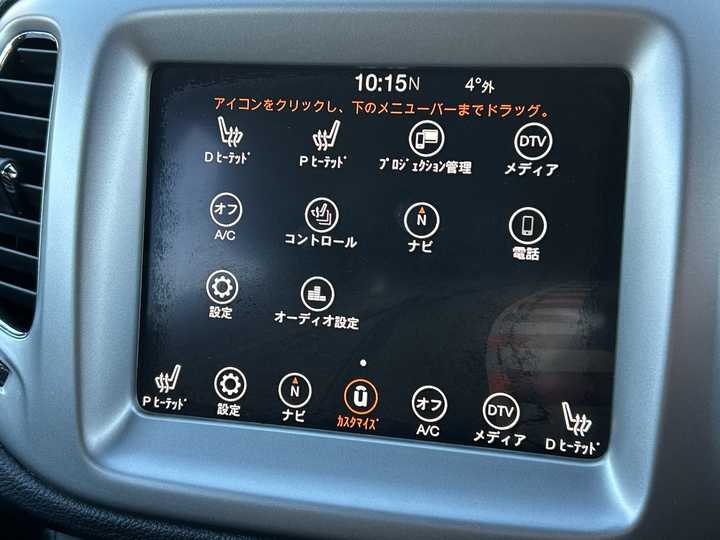 10:15N 4°外
アイコンをクリックし、下のメニューバーまでドラッグ。
DTV
Dﾋｰﾃｯﾄﾞ Pﾋｰﾃｯﾄﾞ ﾌﾟﾛｼﾞｪｸｼｮﾝ管理 メディア
オフ N
A/C コントロール ナビ 電話
設定 オーディオ設定
N オフ DTV
Pﾋｰﾃｯﾄﾞ 設定 ナビ ｶｽﾀﾏｲｽﾞ A/C メディア Dﾋｰﾃｯﾄﾞ